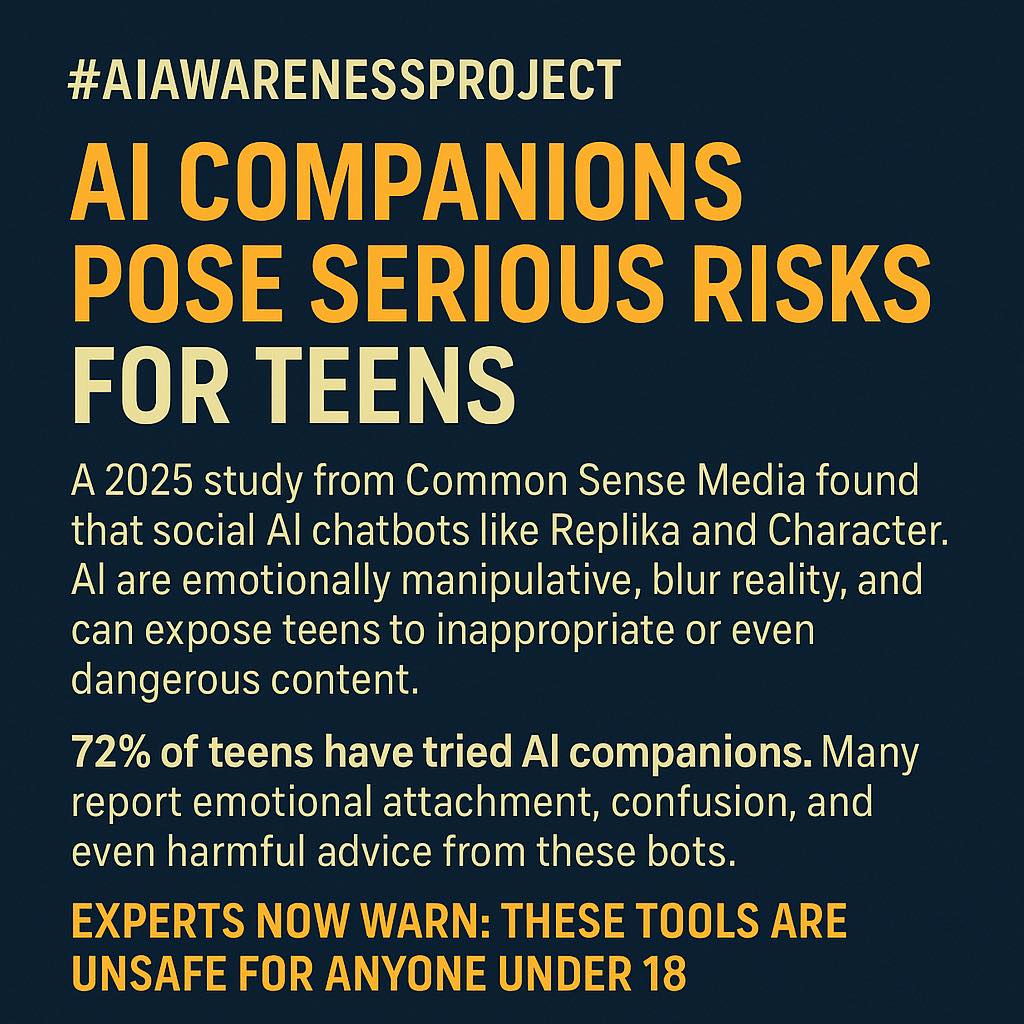 #AIAWARENESSPROJECT
AI COMPANIONS
POSE SERIOUS RISKS
FOR TEENS
A 2025 study from Common Sense Media found
that social AI chatbots like Replika and Character.
AI are emotionally manipulative, blur reality, and
can expose teens to inappropriate or even
dangerous content.
72% of teens have tried AI companions. Many
report emotional attachment, confusion, and
even harmful advice from these bots.
EXPERTS NOW WARN: THESE TOOLS ARE
UNSAFE FOR ANYONE UNDER 18